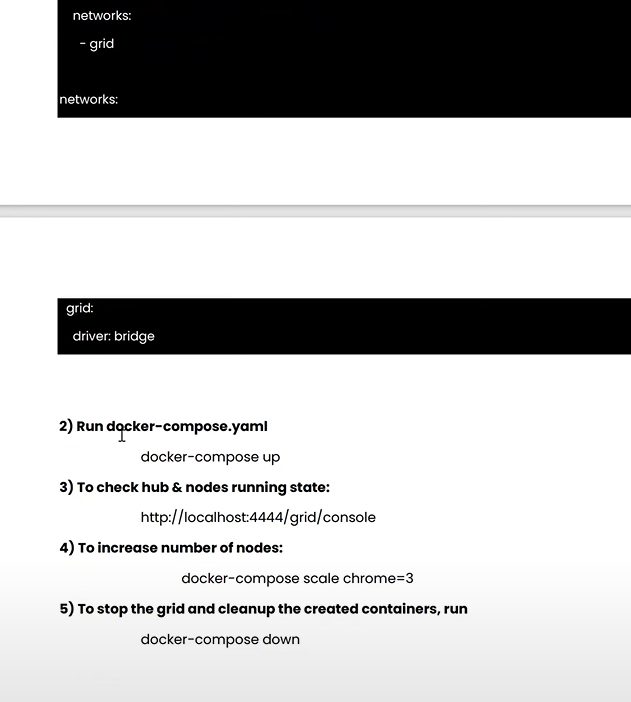 networks:
- grid
networks:
grid:
driver: bridge
2) Run docker-compose.yaml
docker-compose up
3) To check hub & nodes running state:
http://localhost:4444/grid/console
4) To increase number of nodes:
docker-compose scale chrome=3
5) To stop the grid and cleanup the created containers, run
docker-compose down